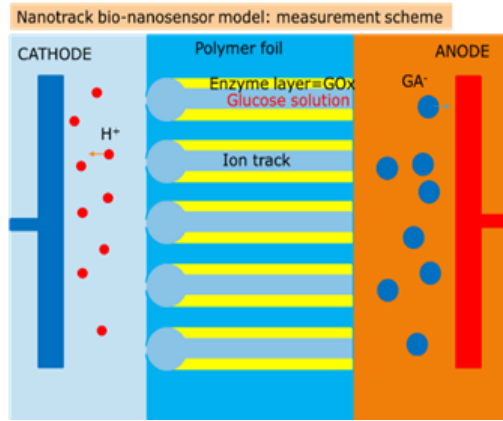 Nanotrack bio-nanosensor model: measurement scheme
CATHODE
Polymer foil
ANODE
Enzyme layer=GOx
Glucose solution
GA⁻
H⁺
Ion track